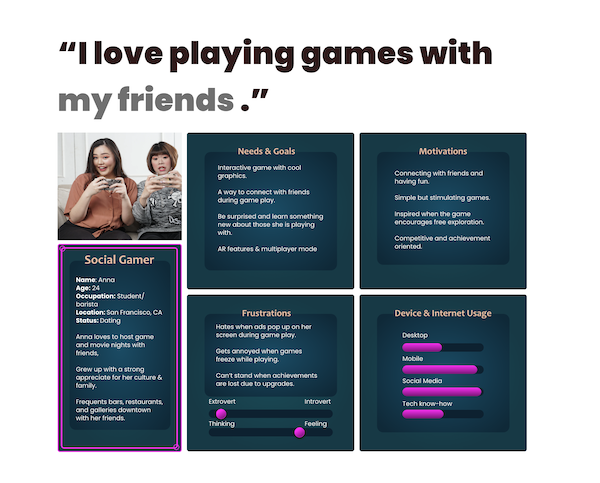 “I love playing games with
my friends .”
Social Gamer
Name: Anna
Age: 24
Occupation: Student/
barista
Location: San Francisco, CA
Status: Dating
Anna loves to host game
and movie nights with
friends,
Grew up with a strong
appreciate for her culture &
family.
Frequents bars, restaurants,
and galleries downtown
with her friends.
Needs & Goals
Interactive game with cool
graphics.
A way to connect with friends
during game play.
Be surprised and learn something
new about those she is playing
with.
AR features & multiplayer mode
Motivations
Connecting with friends and
having fun.
Simple but stimulating games.
Inspired when the game
encourages free exploration.
Competitive and achievement
oriented.
Frustrations
Hates when ads pop up on her
screen during game play.
Gets annoyed when games
freeze while playing.
Can’t stand when achievements
are lost due to upgrades.
Extrovert Introvert
Thinking Feeling
Device & Internet Usage
Desktop
Mobile
Social Media
Tech know-how